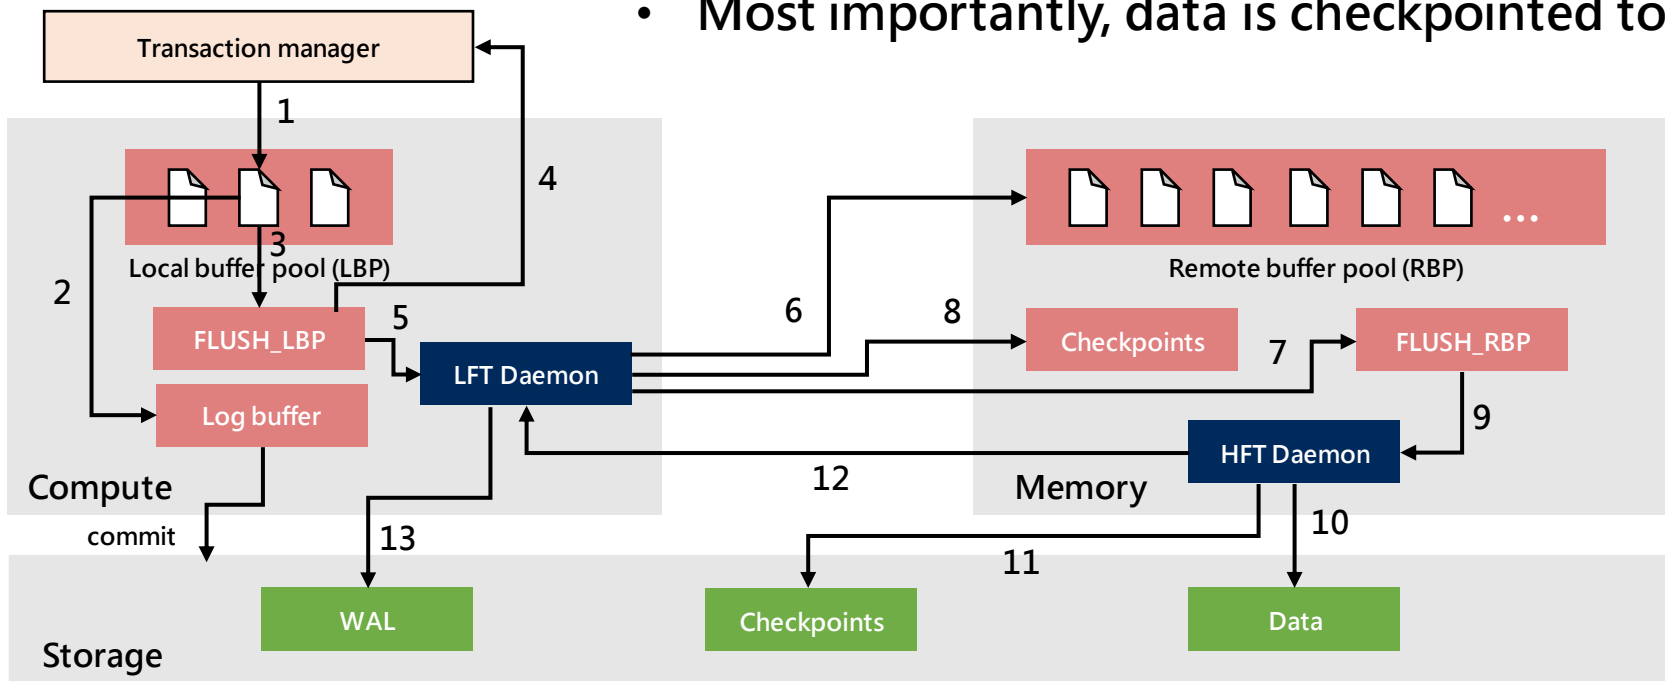 • Most importantly, data is checkpointed to
Transaction manager
1
4
3
Local buffer pool (LBP)
2
FLUSH_LBP
5
LFT Daemon
Log buffer
Compute
commit
6
8
7
...
Remote buffer pool (RBP)
Checkpoints
FLUSH_RBP
9
HFT Daemon
12
Memory
13
11
10
WAL
Checkpoints
Data
Storage